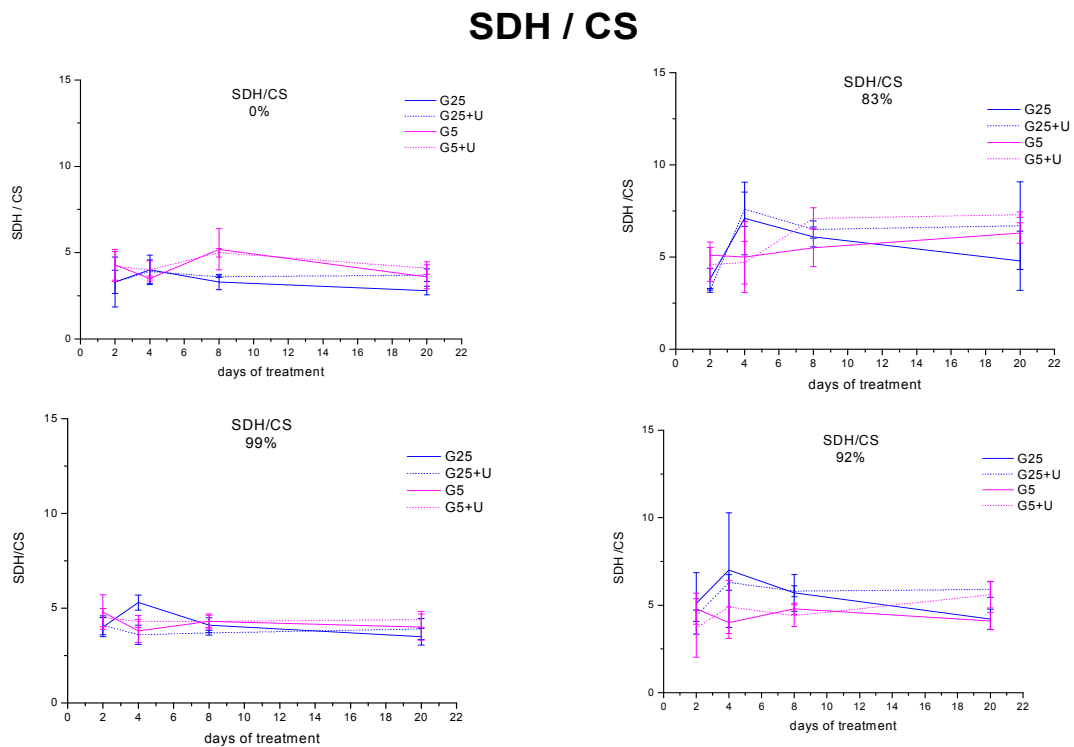 SDH / CS
SDH/CS
0%
G25
G25+U
G5
G5+U
15
10
5
0
SDH / CS
0 2 4 6 8 10 12 14 16 18 20 22
days of treatment
SDH/CS
83%
G25
G25+U
G5
G5+U
15
10
5
0
SDH /CS
0 2 4 6 8 10 12 14 16 18 20 22
days of treatment
SDH/CS
99%
G25
G25+U
G5
G5+U
15
10
5
0
SDH/CS
0 2 4 6 8 10 12 14 16 18 20 22
days of treatment
SDH/CS
92%
G25
G25+U
G5
G5+U
15
10
5
0
SDH /CS
0 2 4 6 8 10 12 14 16 18 20 22
days of treatment